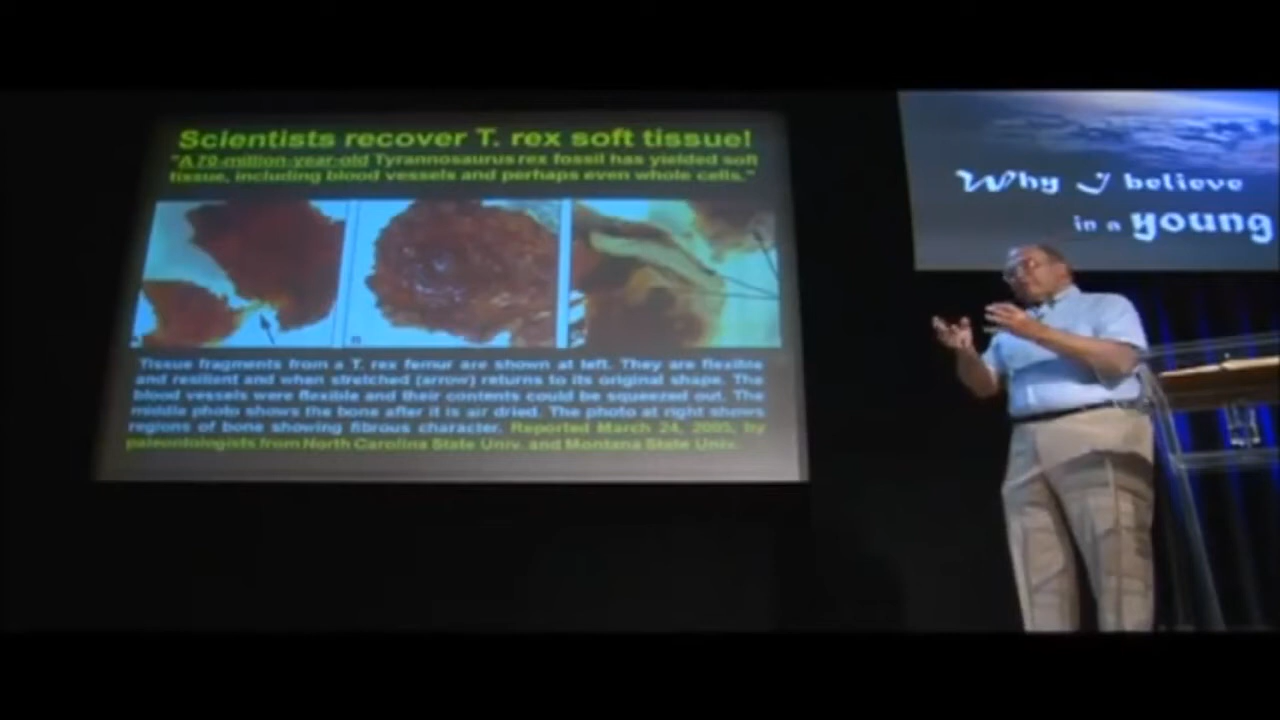 Scientists recover T. rex soft tissue!
"A 70-million-year-old Tyrannosaurus rex fossil has yielded soft
tissue, including blood vessels and perhaps even whole cells."
Tissue fragments from a T. rex femur are shown at left. They are flexible
and resilient and when stretched (arrow) returns to its original shape. The
blood vessels were flexible and their contents could be squeezed out. The
middle photo shows the bone after it is air dried. The photo at right shows
regions of bone showing fibrous character. Reported March 24, 2005, by
paleontologists from North Carolina State Univ. and Montana State Univ.
Why I believe
in a young